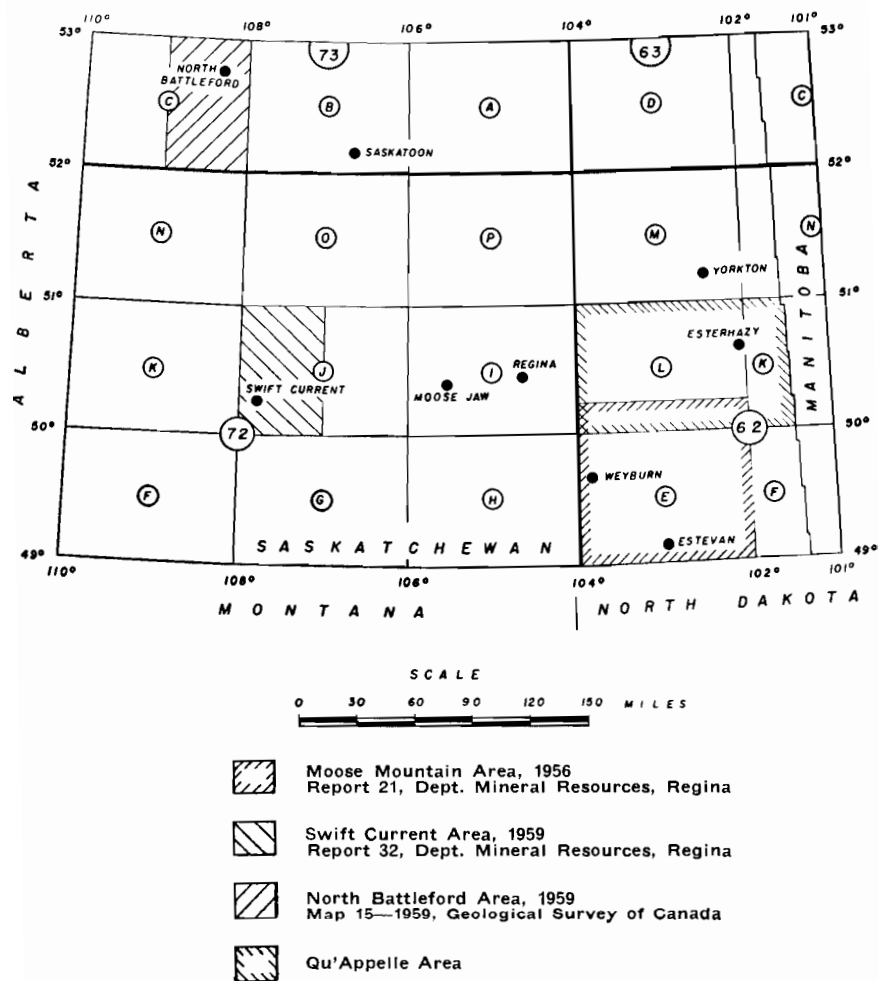 110° 108° 106° 104° 102° 101°
53° 53°
73 63
NORTH
BATTLEFORD
C B A D C
SASKATOON
52° 52°
ALBERTA
N O P M N
YORKTON
51° 51°
MANITOBA
ESTERHAZY
K J I L K
REGINA
SWIFT CURRENT MOOSE JAW
50° 72 62 50°
WEYBURN
F G H E F
ESTEVAN
SASKATCHEWAN
49° 49°
110° 108° 106° 104° 102° 101°
MONTANA NORTH DAKOTA
SCALE
0 30 60 90 120 150 MILES
Moose Mountain Area, 1956
Report 21, Dept. Mineral Resources, Regina
Swift Current Area, 1959
Report 32, Dept. Mineral Resources, Regina
North Battleford Area, 1959
Map 15—1959, Geological Survey of Canada
Qu'Appelle Area